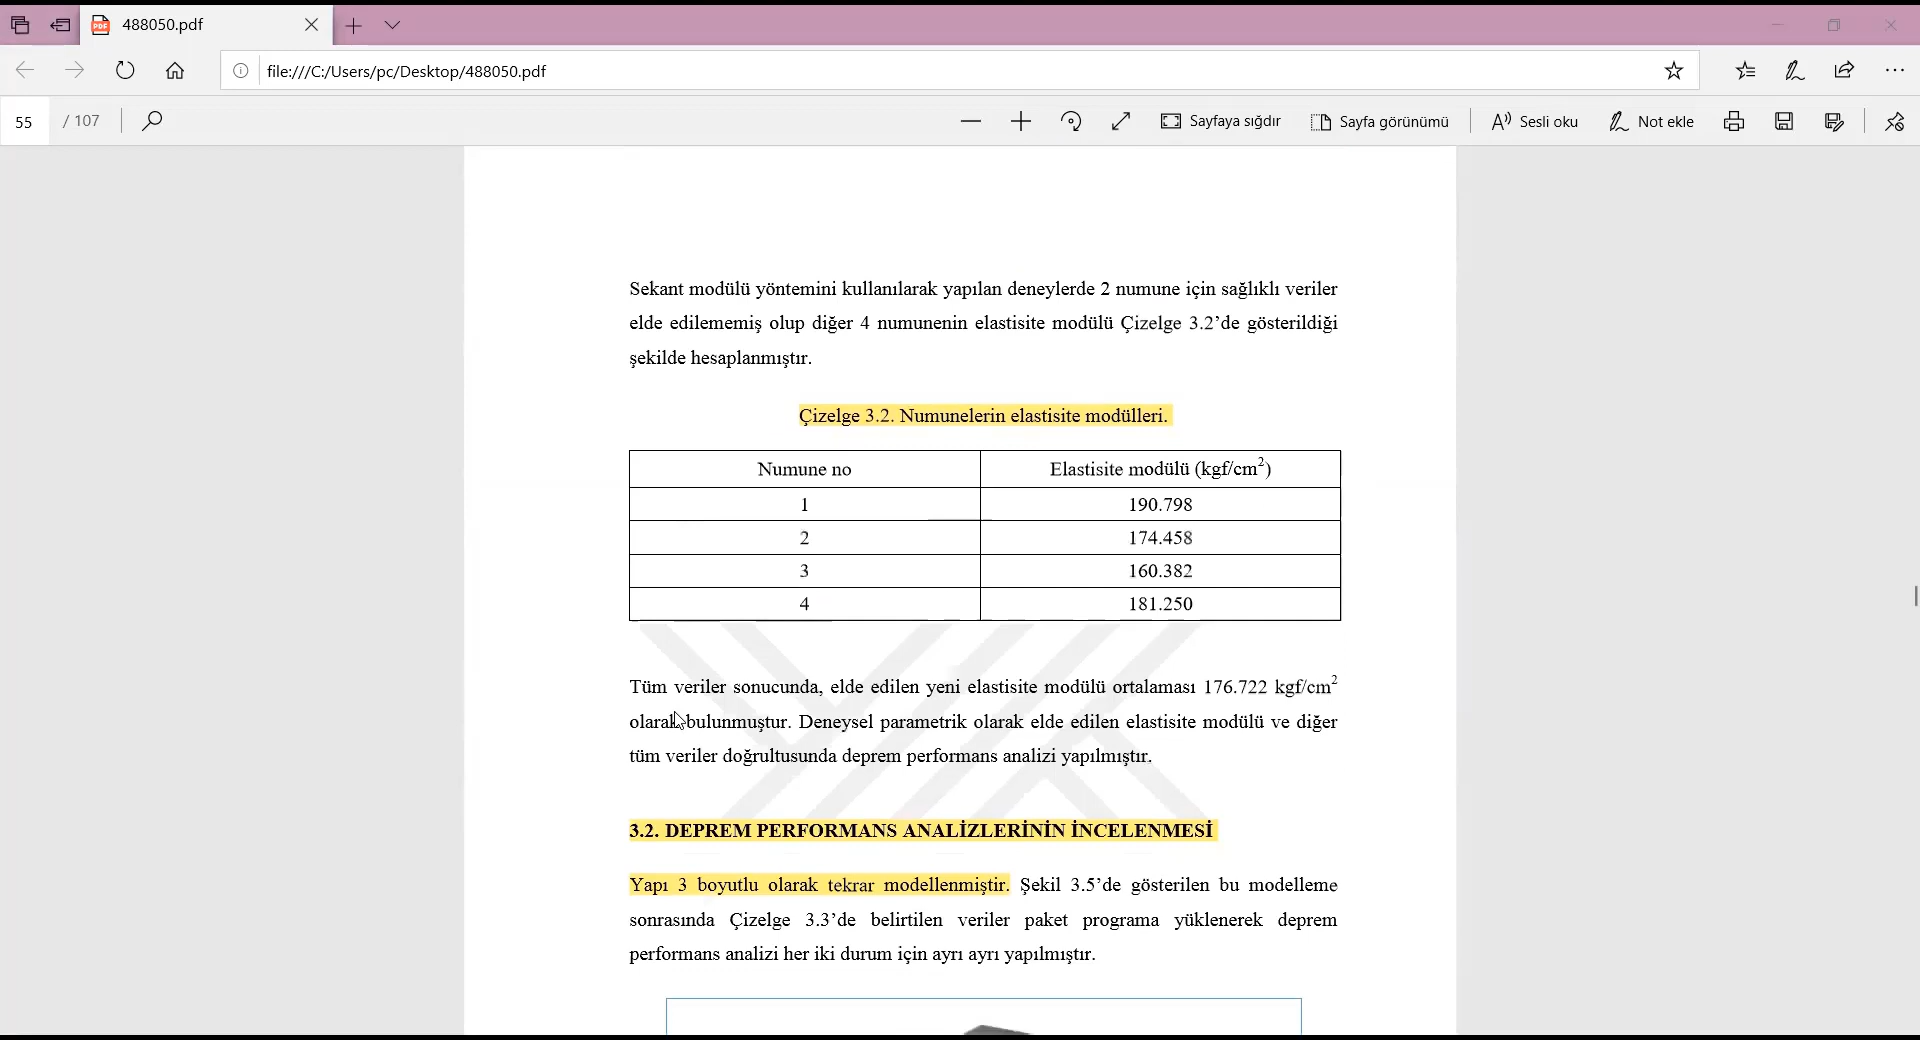 488050.pdf
file:///C:/Users/pc/Desktop/488050.pdf
55 / 107
Sayfaya sığdır
Sayfa görünümü
Sesli oku
Not ekle
Sekant modülü yöntemini kullanılarak yapılan deneylerde 2 numune için sağlıklı veriler
elde edilememiş olup diğer 4 numunenin elastisite modülü Çizelge 3.2’de gösterildiği
şekilde hesaplanmıştır.
Çizelge 3.2. Numunelerin elastisite modülleri.
Numune no Elastisite modülü (kgf/cm²)
1 190.798
2 174.458
3 160.382
4 181.250
Tüm veriler sonucunda, elde edilen yeni elastisite modülü ortalaması 176.722 kgf/cm²
olarak bulunmuştur. Deneysel parametrik olarak elde edilen elastisite modülü ve diğer
tüm veriler doğrultusunda deprem performans analizi yapılmıştır.
3.2. DEPREM PERFORMANS ANALİZLERİNİN İNCELENMESİ
Yapı 3 boyutlu olarak tekrar modellenmiştir. Şekil 3.5’de gösterilen bu modelleme
sonrasında Çizelge 3.3’de belirtilen veriler paket programa yüklenerek deprem
performans analizi her iki durum için ayrı ayrı yapılmıştır.